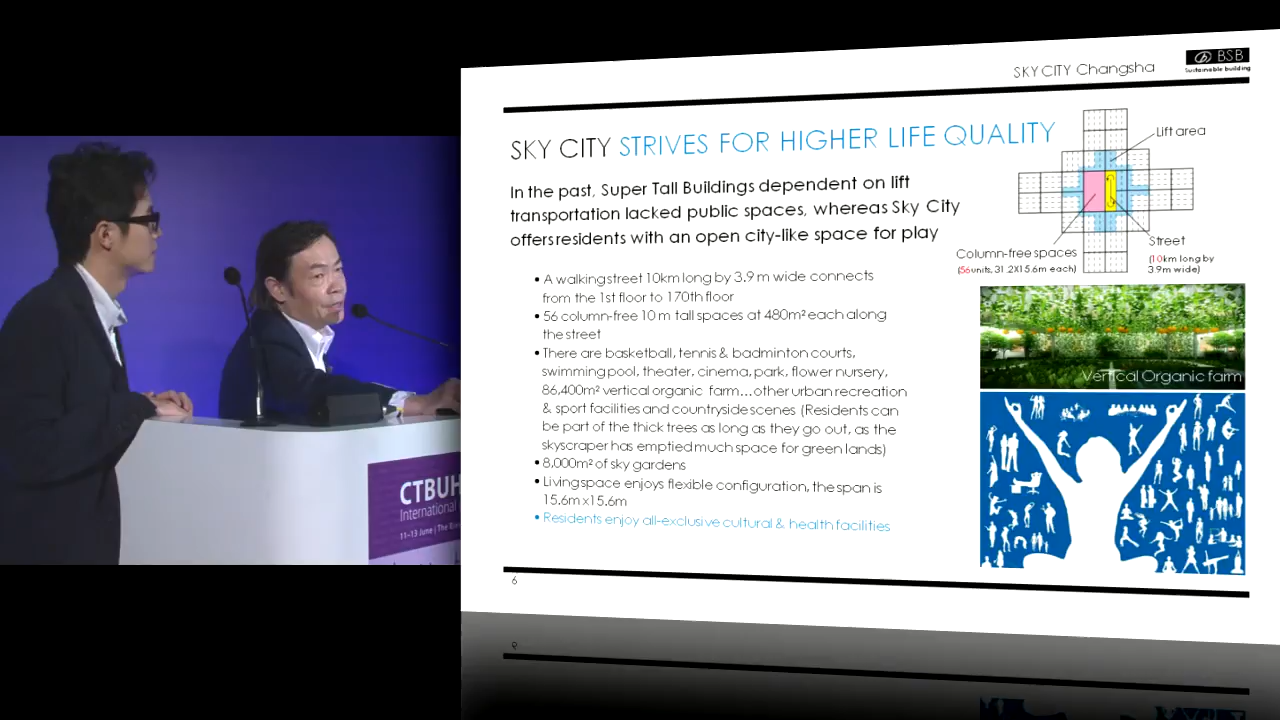 SKY CITY Changsha
BSB
Sustainable building
SKY CITY STRIVES FOR HIGHER LIFE QUALITY
In the past, Super Tall Buildings dependent on lift
transportation lacked public spaces, whereas Sky City
offers residents with an open city-like space for play
• A walking street 10km long by 3.9 m wide connects
from the 1st floor to 170th floor
• 56 column-free 10 m tall spaces at 480m² each along
the street
• There are basketball, tennis & badminton courts,
swimming pool, theater, cinema, park, flower nursery,
86,400m² vertical organic farm...other urban recreation
& sport facilities and countryside scenes (Residents can
be part of the thick trees as long as they go out, as the
skyscraper has emptied much space for green lands)
• 8,000m² of sky gardens
• Living space enjoys flexible configuration, the span is
15.6m x15.6m
• Residents enjoy all-exclusive cultural & health facilities
Lift area
Column-free spaces
(56units, 31.2X15.6m each)
Street
(10km long by
3.9m wide)
Vertical Organic farm
6
CTBUH
International
11–13 June | The